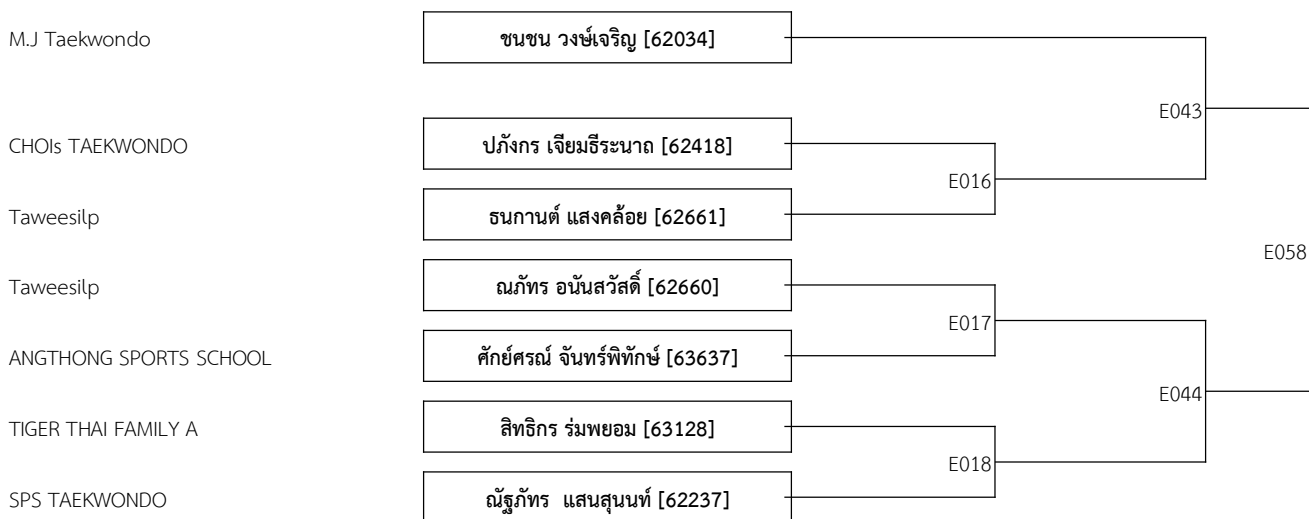 M.J Taekwondo ชนชน วงษ์เจริญ [62034]
E043
CHOIs TAEKWONDO ปภังกร เจียมธีระนาถ [62418]
E016
Taweesilp ธนกานต์ แสงคล้อย [62661]
E058
Taweesilp ณภัทร อนันสวัสดิ์ [62660]
E017
ANGTHONG SPORTS SCHOOL ศักย์ศรณ์ จันทร์พิทักษ์ [63637]
E044
TIGER THAI FAMILY A สิทธิกร ร่มพยอม [63128]
E018
SPS TAEKWONDO ณัฐภัทร แสนสุนนท์ [62237]